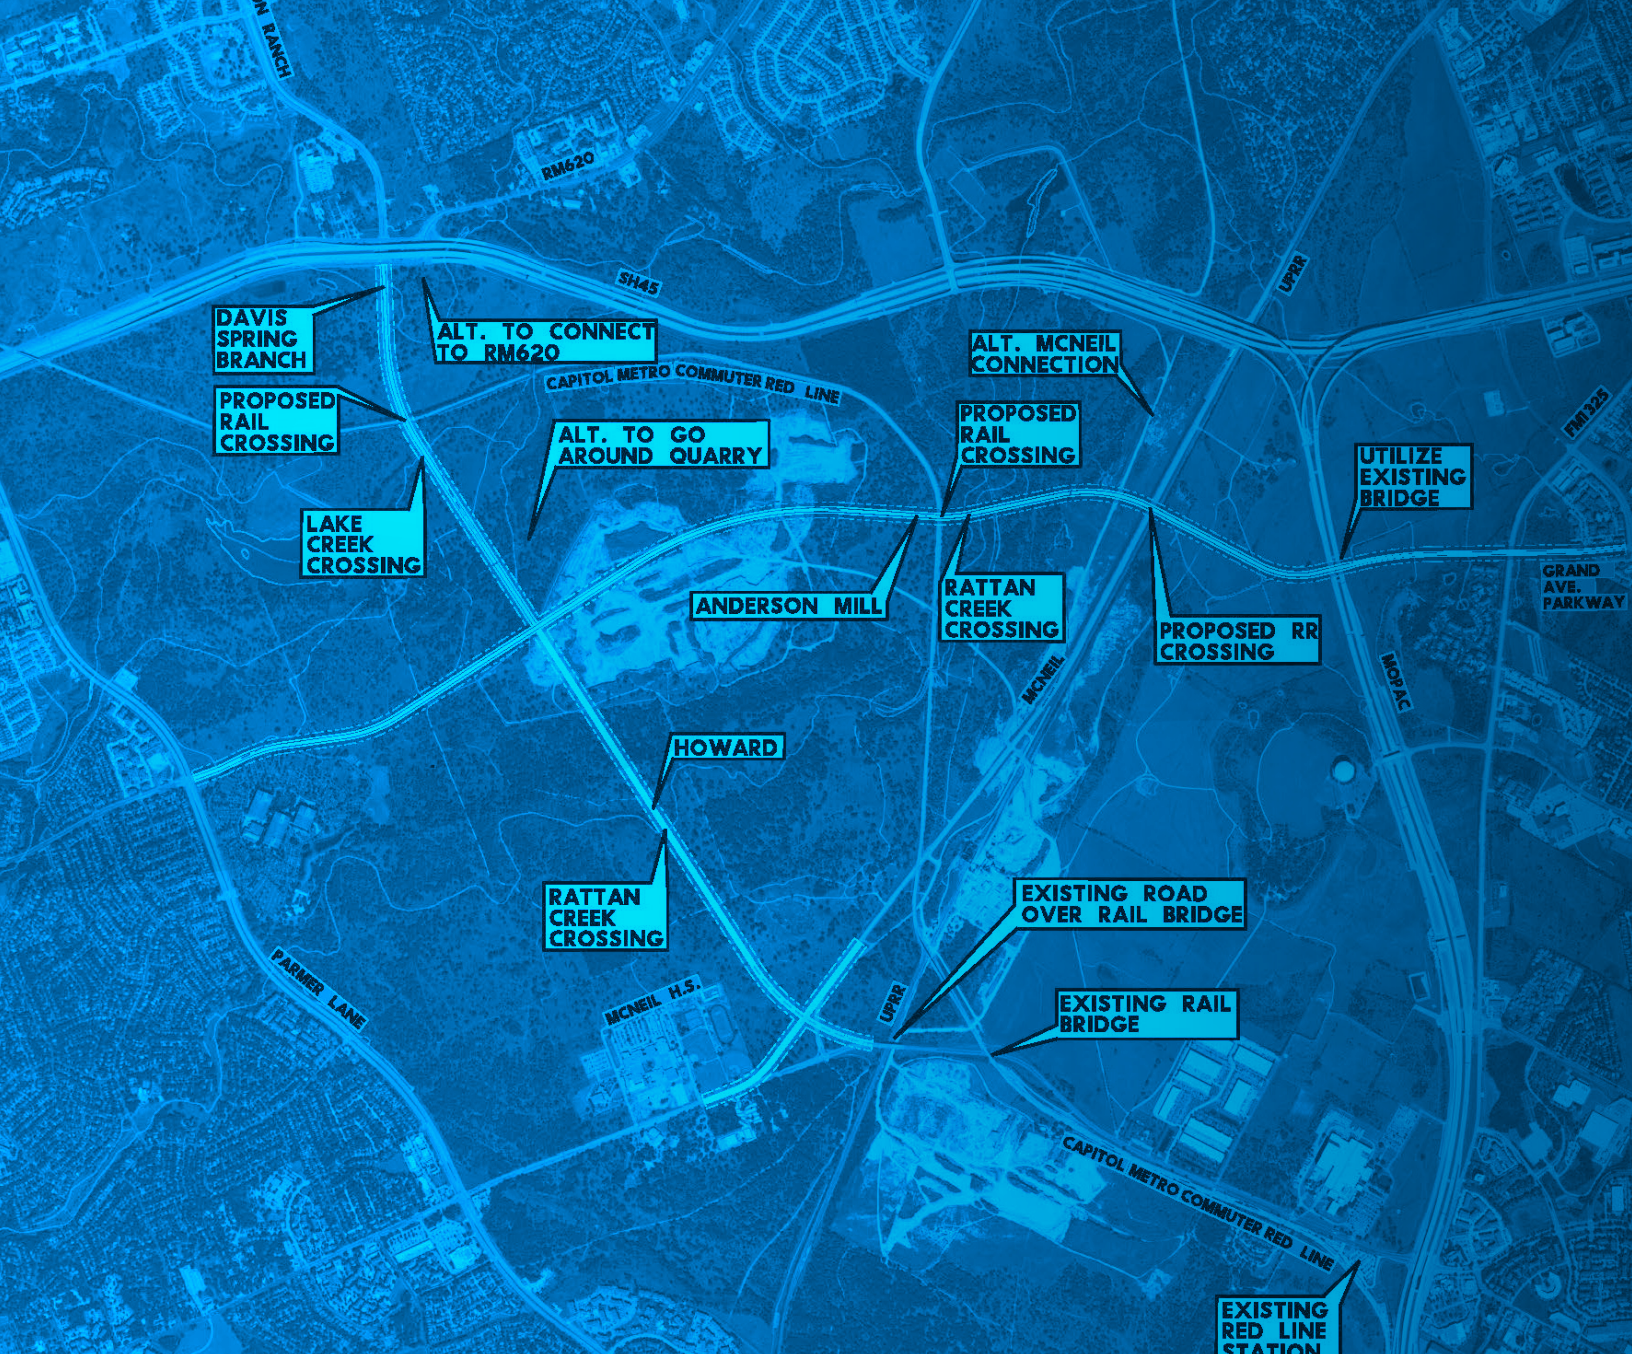 ON RANCH
RM620
SH45
UPRR
DAVIS
SPRING
BRANCH
ALT. TO CONNECT
TO RM620
ALT. MCNEIL
CONNECTION
CAPITOL METRO COMMUTER RED LINE
PROPOSED
RAIL
CROSSING
ALT. TO GO
AROUND QUARRY
PROPOSED
RAIL
CROSSING
FM1325
UTILIZE
EXISTING
BRIDGE
LAKE
CREEK
CROSSING
ANDERSON MILL
RATTAN
CREEK
CROSSING
GRAND
AVE.
PARKWAY
PROPOSED RR
CROSSING
MCNEIL
MOPAC
HOWARD
RATTAN
CREEK
CROSSING
EXISTING ROAD
OVER RAIL BRIDGE
PARMER LANE
MCNEIL H.S.
UPRR
EXISTING RAIL
BRIDGE
CAPITOL METRO COMMUTER RED LINE
EXISTING
RED LINE
STATION